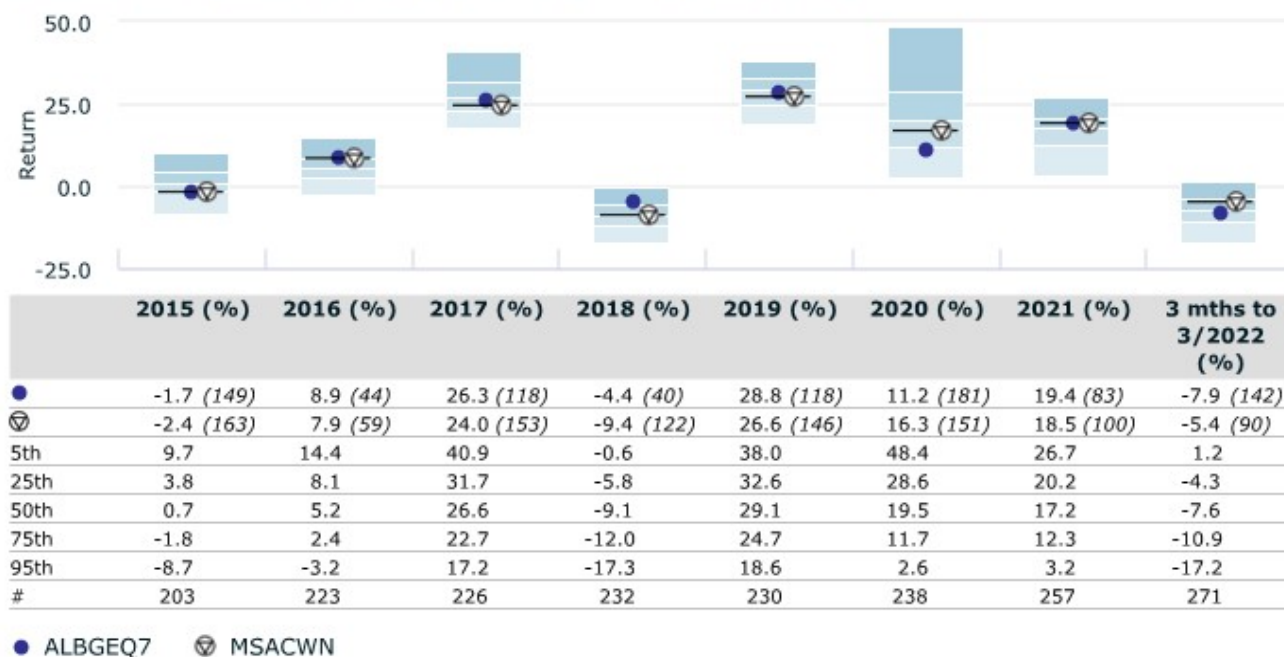 50.0
25.0
0.0
-25.0
Return
2015 (%) 2016 (%) 2017 (%) 2018 (%) 2019 (%) 2020 (%) 2021 (%) 3 mths to
3/2022
(%)
-1.7 (149) 8.9 (44) 26.3 (118) -4.4 (40) 28.8 (118) 11.2 (181) 19.4 (83) -7.9 (142)
-2.4 (163) 7.9 (59) 24.0 (153) -9.4 (122) 26.6 (146) 16.3 (151) 18.5 (100) -5.4 (90)
5th 9.7 14.4 40.9 -0.6 38.0 48.4 26.7 1.2
25th 3.8 8.1 31.7 -5.8 32.6 28.6 20.2 -4.3
50th 0.7 5.2 26.6 -9.1 29.1 19.5 17.2 -7.6
75th -1.8 2.4 22.7 -12.0 24.7 11.7 12.3 -10.9
95th -8.7 -3.2 17.2 -17.3 18.6 2.6 3.2 -17.2
# 203 223 226 232 230 238 257 271
ALBGEQ7 MSACWN